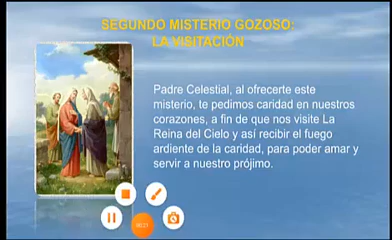 SEGUNDO MISTERIO GOZOSO:
LA VISITACIÓN
Padre Celestial, al ofrecerte este
misterio, te pedimos caridad en nuestros
corazones, a fin de que nos visite La
Reina del Cielo y así recibir el fuego
ardiente de la caridad, para poder amar y
servir a nuestro prójimo.